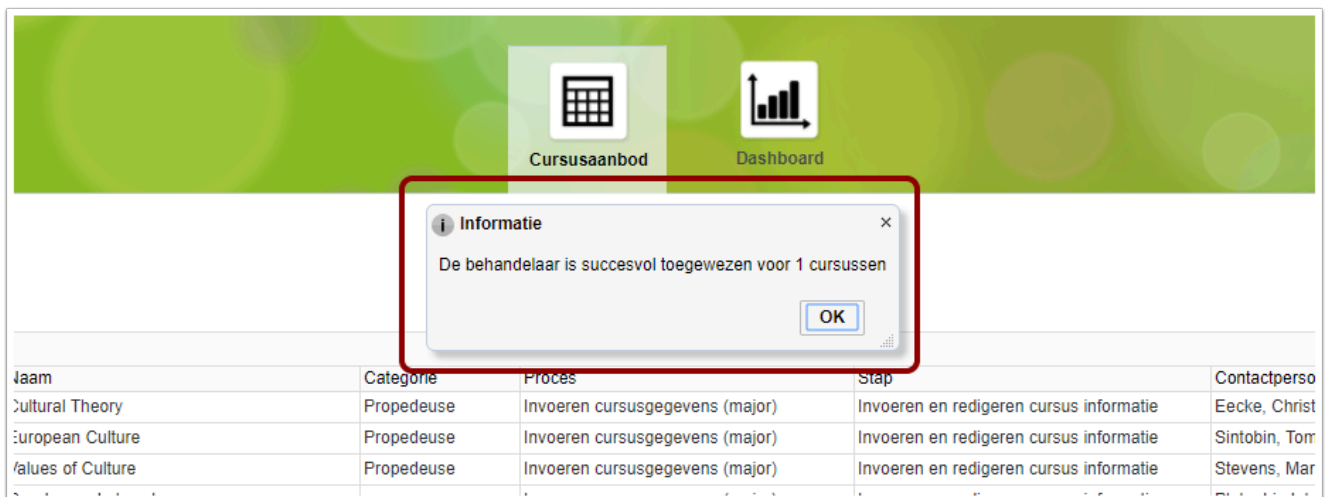 Cursusaanbod Dashboard
Informatie
De behandelaar is succesvol toegewezen voor 1 cursussen
OK
Naam Categorie Proces Stap Contactperso
Cultural Theory Propedeuse Invoeren cursusgegevens (major) Invoeren en redigeren cursus informatie Eecke, Christ
European Culture Propedeuse Invoeren cursusgegevens (major) Invoeren en redigeren cursus informatie Sintobin, Tom
Values of Culture Propedeuse Invoeren cursusgegevens (major) Invoeren en redigeren cursus informatie Stevens, Mar